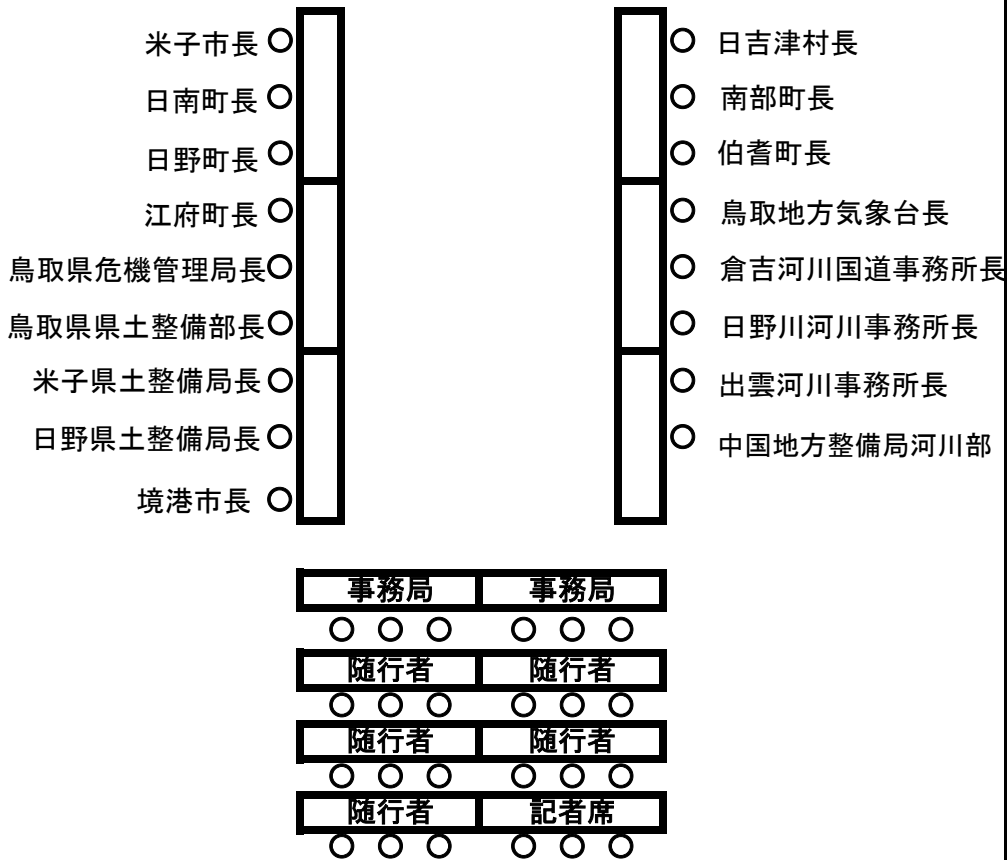 米子市長
日吉津村長
日南町長
南部町長
日野町長
伯耆町長
江府町長
鳥取地方気象台長
鳥取県危機管理局長
倉吉河川国道事務所長
鳥取県県土整備部長
日野川河川事務所長
米子県土整備局長
出雲河川事務所長
日野県土整備局長
中国地方整備局河川部
境港市長
事務局 事務局
随行者 随行者
随行者 随行者
随行者 記者席